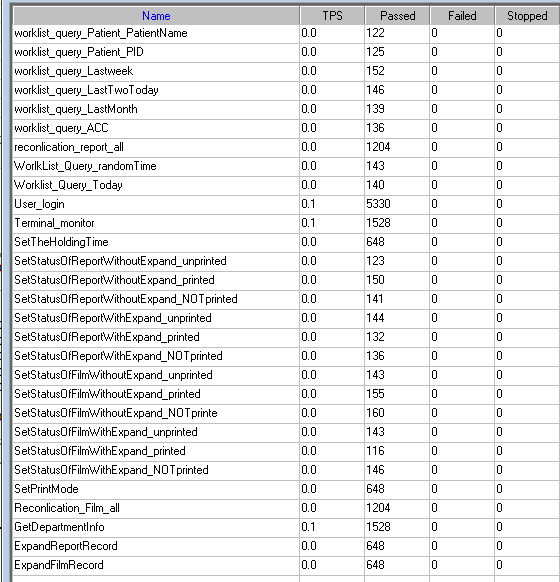 Name TPS Passed Failed Stopped
worklist_query_Patient_PatientName 0.0 122 0 0
worklist_query_Patient_PID 0.0 125 0 0
worklist_query_Lastweek 0.0 152 0 0
worklist_query_LastTwoToday 0.0 146 0 0
worklist_query_LastMonth 0.0 139 0 0
worklist_query_ACC 0.0 136 0 0
reconlication_report_all 0.0 1204 0 0
WorlkList_Query_randomTime 0.0 143 0 0
Worklist_Query_Today 0.0 140 0 0
User_login 0.1 5330 0 0
Terminal_monitor 0.1 1528 0 0
SetTheHoldingTime 0.0 648 0 0
SetStatusOfReportWithoutExpand_unprinted 0.0 123 0 0
SetStatusOfReportWithoutExpand_printed 0.0 150 0 0
SetStatusOfReportWithoutExpand_NOTprinted 0.0 141 0 0
SetStatusOfReportWithExpand_unprinted 0.0 144 0 0
SetStatusOfReportWithExpand_printed 0.0 132 0 0
SetStatusOfReportWithExpand_NOTprinted 0.0 136 0 0
SetStatusOfFilmWithoutExpand_unprinted 0.0 143 0 0
SetStatusOfFilmWithoutExpand_printed 0.0 155 0 0
SetStatusOfFilmWithoutExpand_NOTprinte 0.0 160 0 0
SetStatusOfFilmWithExpand_unprinted 0.0 143 0 0
SetStatusOfFilmWithExpand_printed 0.0 116 0 0
SetStatusOfFilmWithExpand_NOTprinted 0.0 146 0 0
SetPrintMode 0.0 648 0 0
Reconlication_Film_all 0.0 1204 0 0
GetDepartmentInfo 0.1 1528 0 0
ExpandReportRecord 0.0 648 0 0
ExpandFilmRecord 0.0 648 0 0